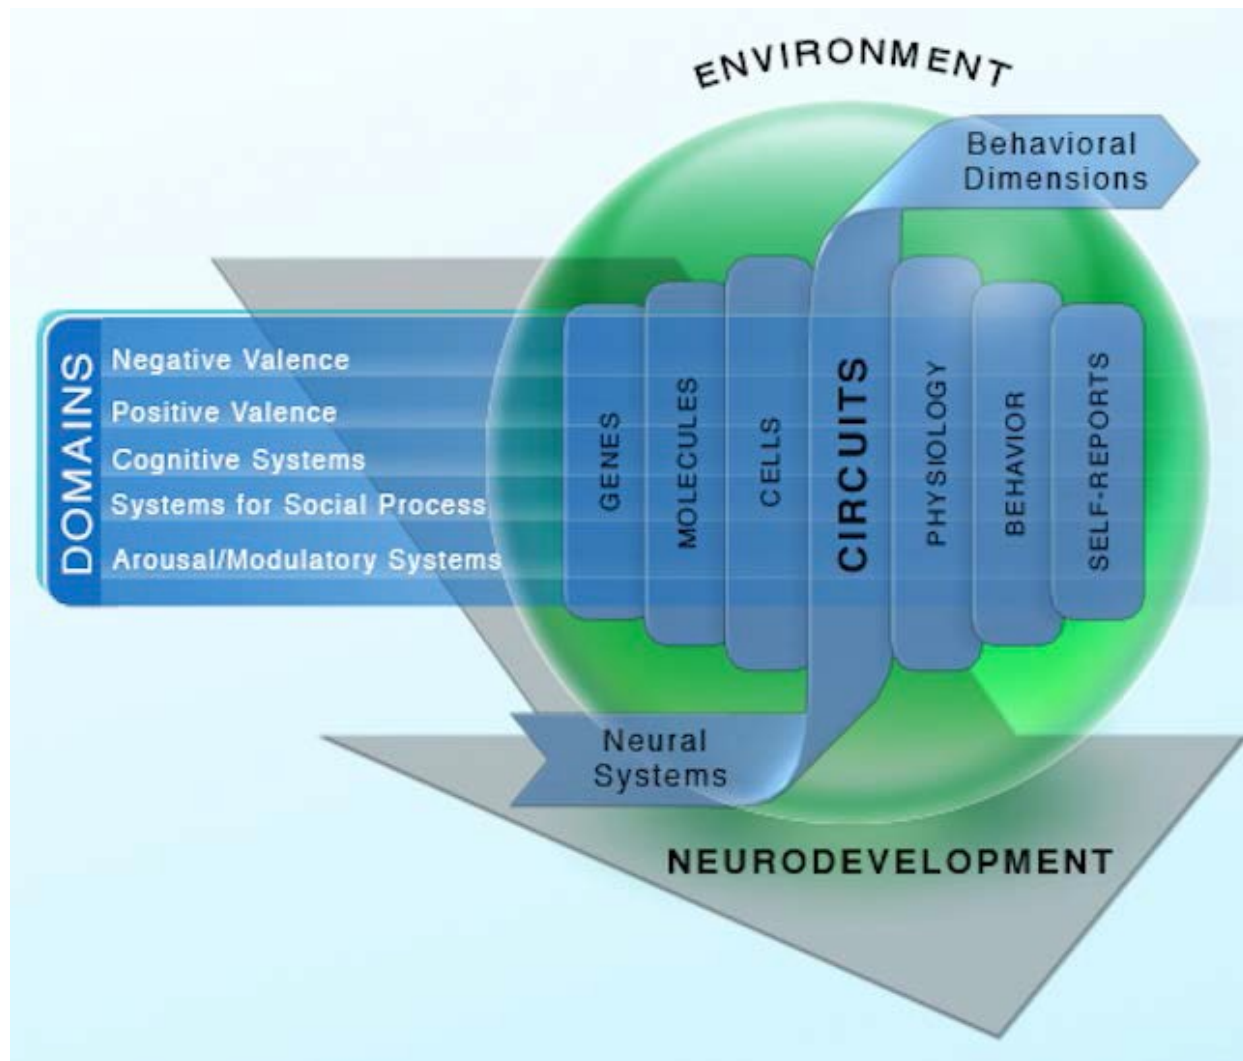 ENVIRONMENT
Behavioral
Dimensions
DOMAINS
Negative Valence
Positive Valence
Cognitive Systems
Systems for Social Process
Arousal/Modulatory Systems
GENES
MOLECULES
CELLS
CIRCUITS
PHYSIOLOGY
BEHAVIOR
SELF-REPORTS
Neural
Systems
NEURODEVELOPMENT